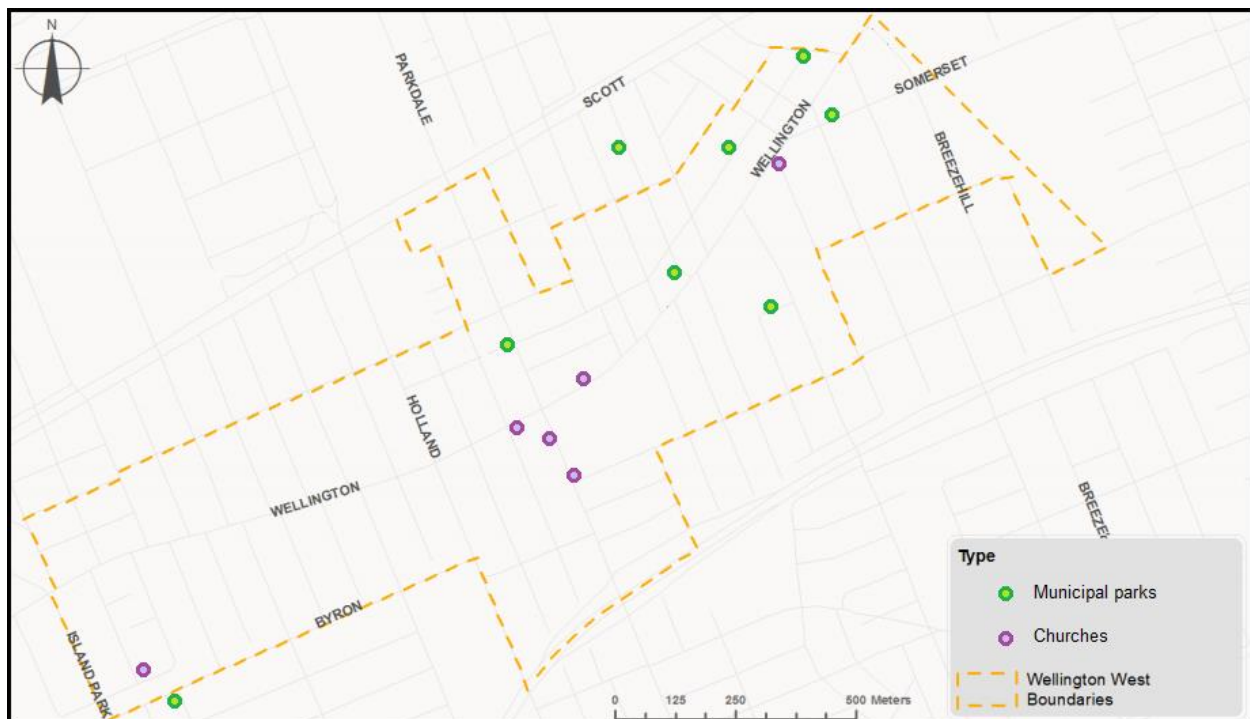 N
PARKDALE
SCOTT
SOMERSET
WELLINGTON
BREEZEHILL
HOLLAND
WELLINGTON
BREEZEH
BYRON
ISLAND PARK
Type
Municipal parks
Churches
Wellington West
Boundaries
0 125 250 500 Meters